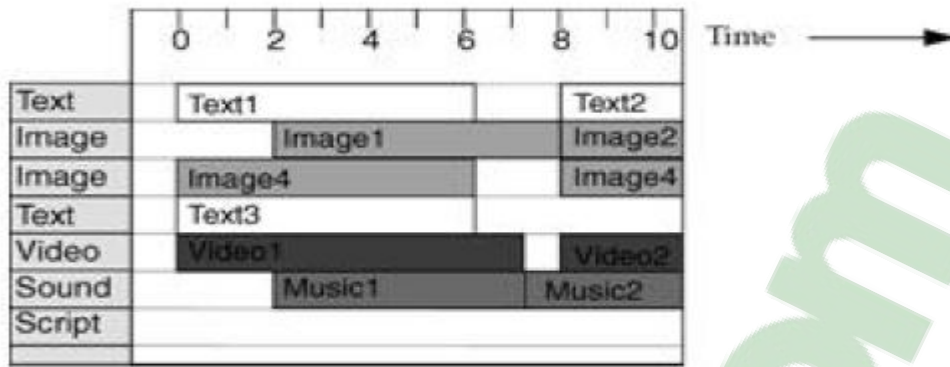 0 2 4 6 8 10 Time
Text Text1 Text2
Image Image1 Image2
Image Image4 Image4
Text Text3
Video Video1 Video2
Sound Music1 Music2
Script